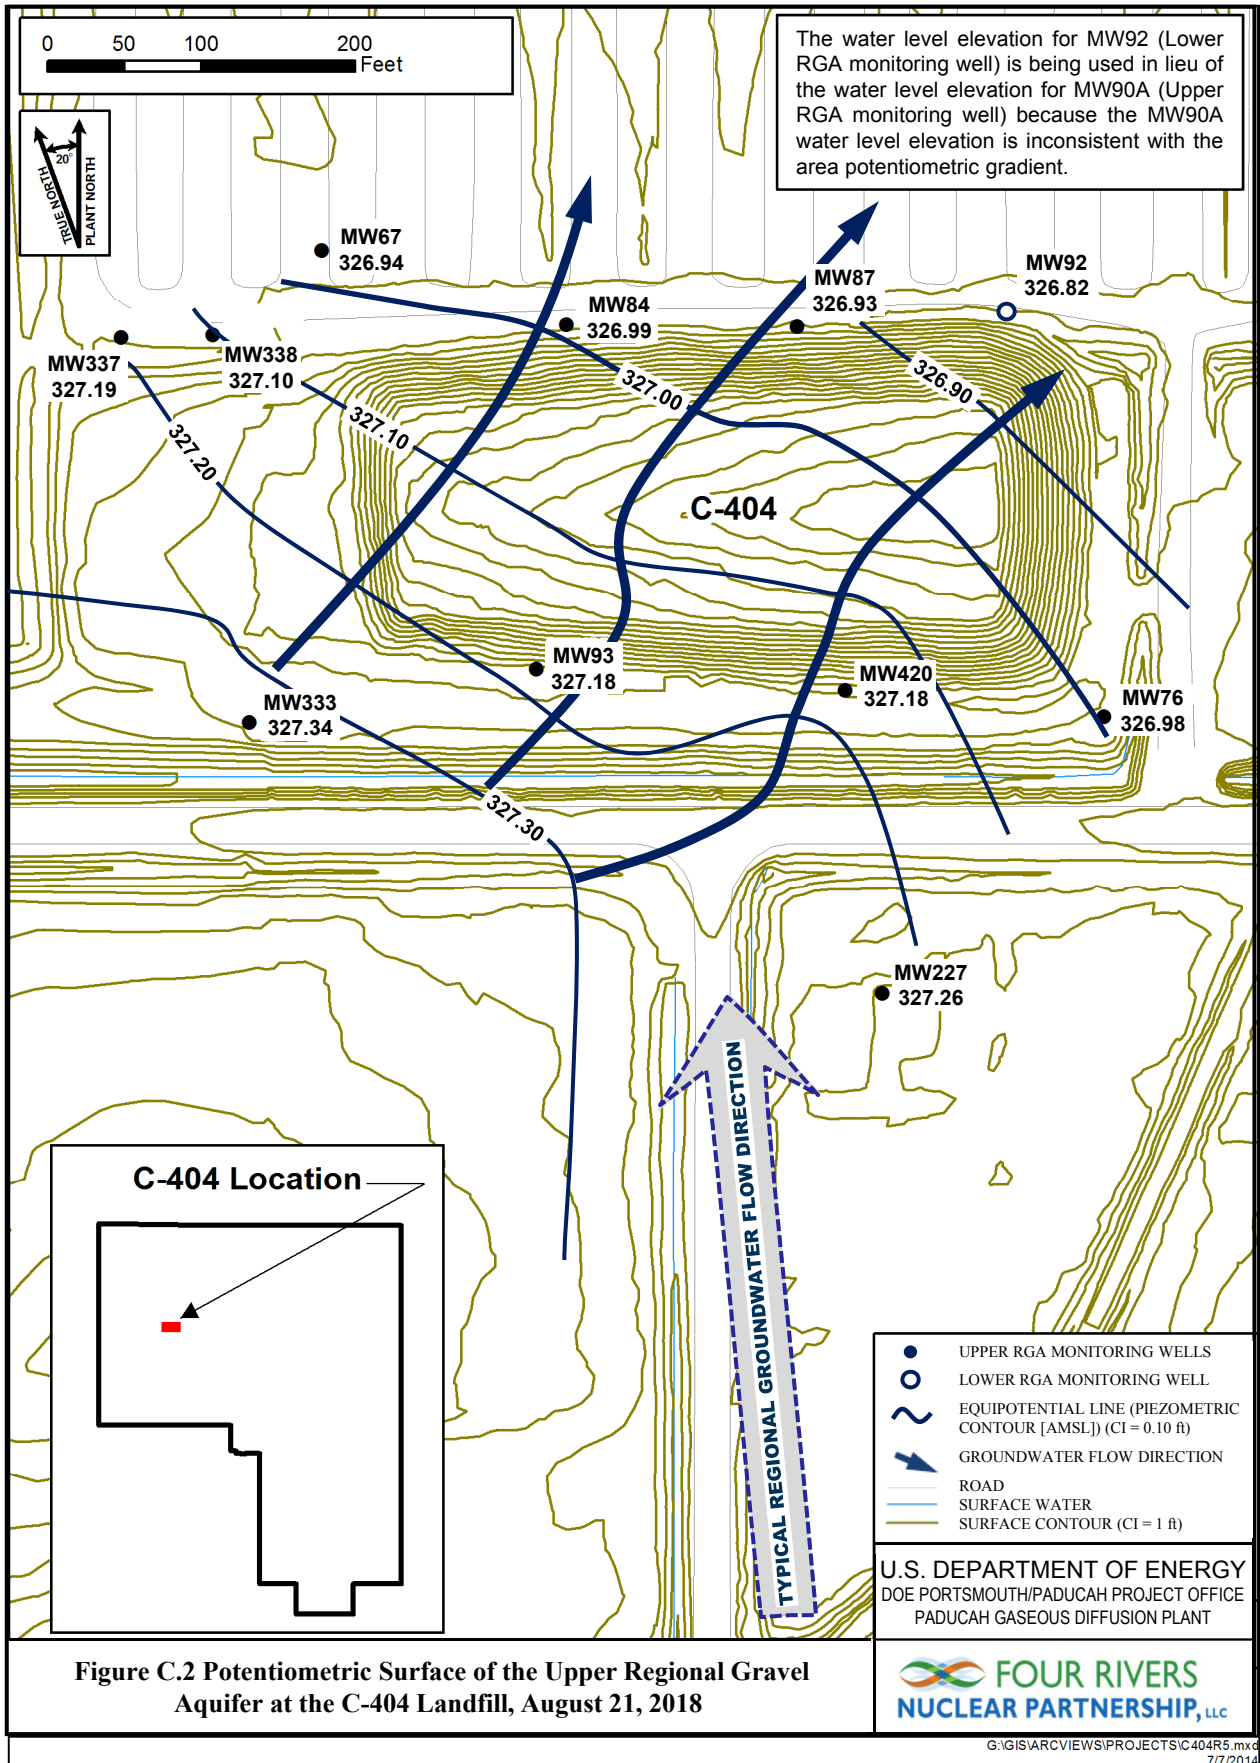 0 50 100 200
Feet
The water level elevation for MW92 (Lower
RGA monitoring well) is being used in lieu of
the water level elevation for MW90A (Upper
RGA monitoring well) because the MW90A
water level elevation is inconsistent with the
area potentiometric gradient.
20°
TRUE NORTH
PLANT NORTH
MW67
326.94
MW92
326.82
MW87
326.93
MW84
326.99
MW337
327.19
MW338
327.10
327.00
326.90
327.10
327.20
C-404
MW93
327.18
MW420
327.18
MW333
327.34
MW76
326.98
327.30
MW227
327.26
TYPICAL REGIONAL GROUNDWATER FLOW DIRECTION
C-404 Location
UPPER RGA MONITORING WELLS
LOWER RGA MONITORING WELL
EQUIPOTENTIAL LINE (PIEZOMETRIC
CONTOUR [AMSL]) (CI = 0.10 ft)
GROUNDWATER FLOW DIRECTION
ROAD
SURFACE WATER
SURFACE CONTOUR (CI = 1 ft)
U.S. DEPARTMENT OF ENERGY
DOE PORTSMOUTH/PADUCAH PROJECT OFFICE
PADUCAH GASEOUS DIFFUSION PLANT
Figure C.2 Potentiometric Surface of the Upper Regional Gravel
Aquifer at the C-404 Landfill, August 21, 2018
FOUR RIVERS
NUCLEAR PARTNERSHIP, LLC
G:\GIS\ARCVIEWS\PROJECTS\C404R5.mxd
7/7/2014